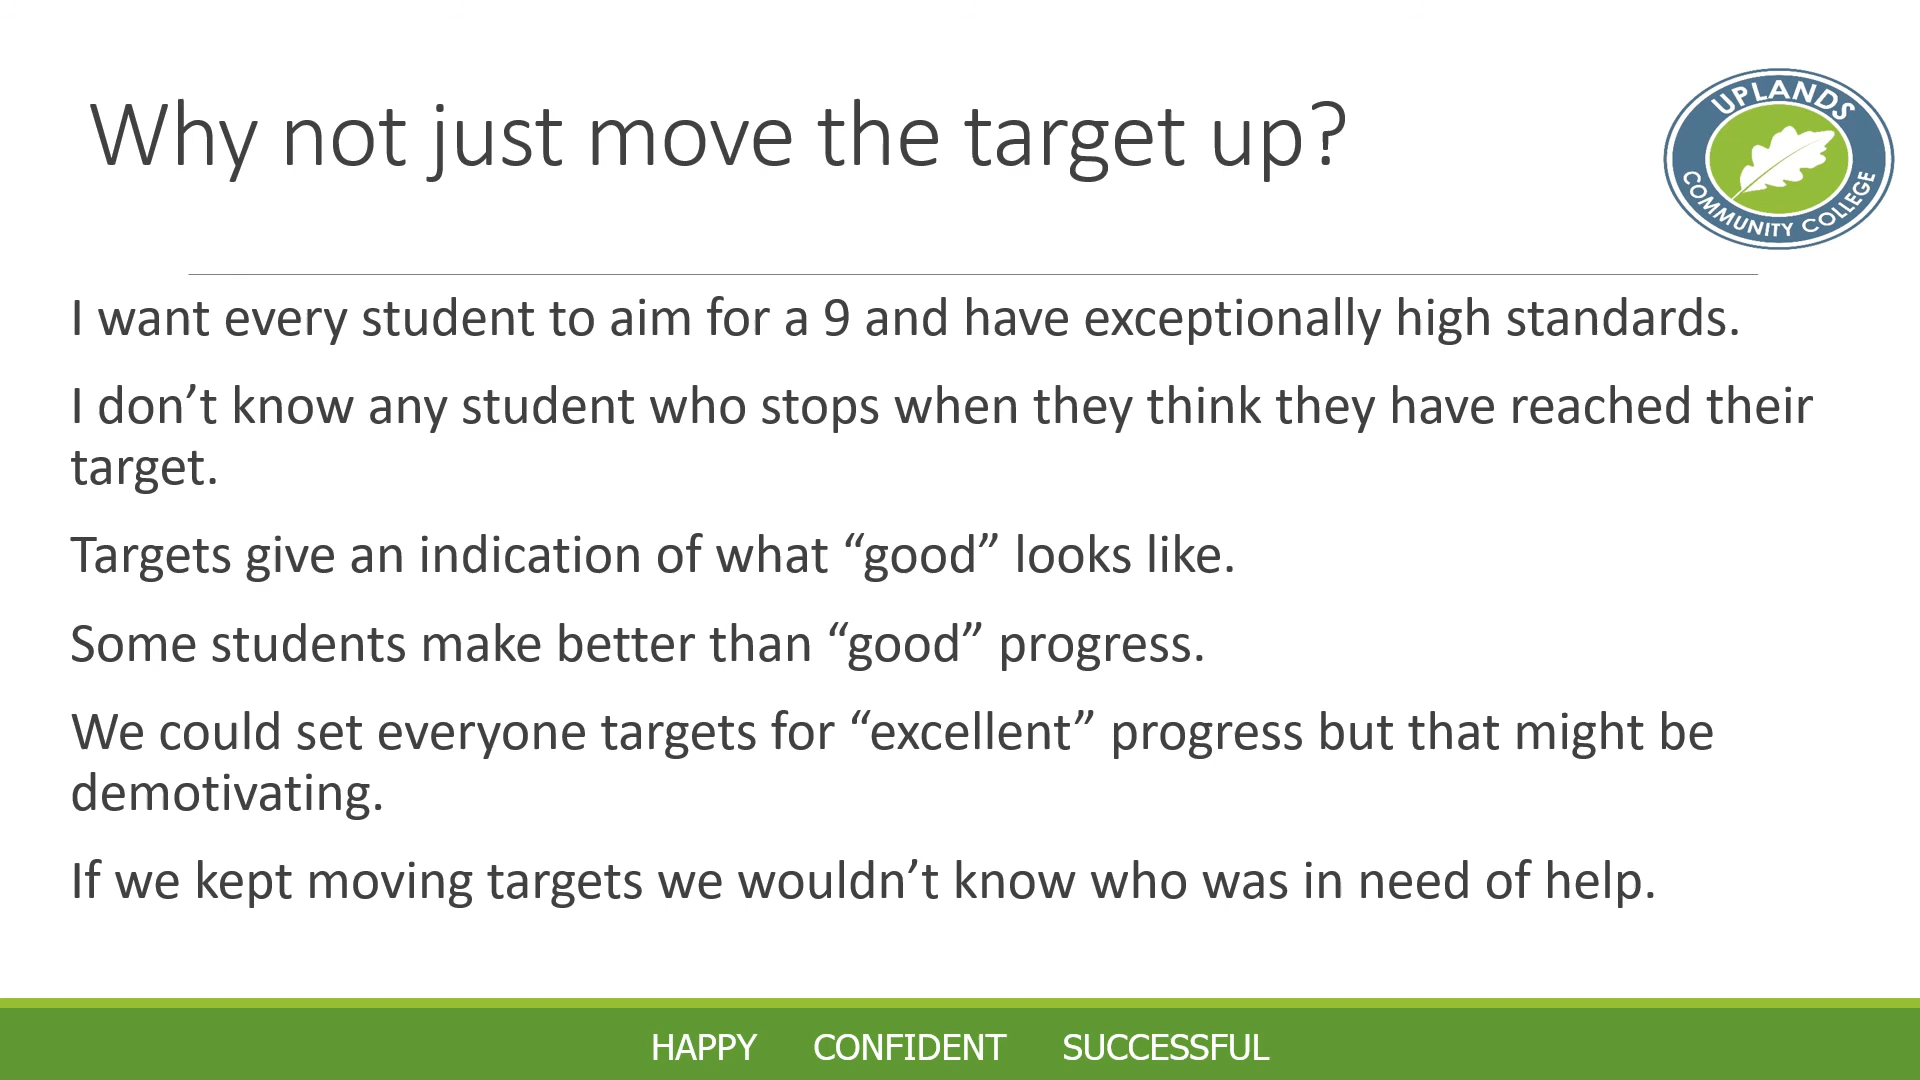 Why not just move the target up?
UPLANDS
COMMUNITY COLLEGE
I want every student to aim for a 9 and have exceptionally high standards.
I don’t know any student who stops when they think they have reached their
target.
Targets give an indication of what “good” looks like.
Some students make better than “good” progress.
We could set everyone targets for “excellent” progress but that might be
demotivating.
If we kept moving targets we wouldn’t know who was in need of help.
HAPPY CONFIDENT SUCCESSFUL